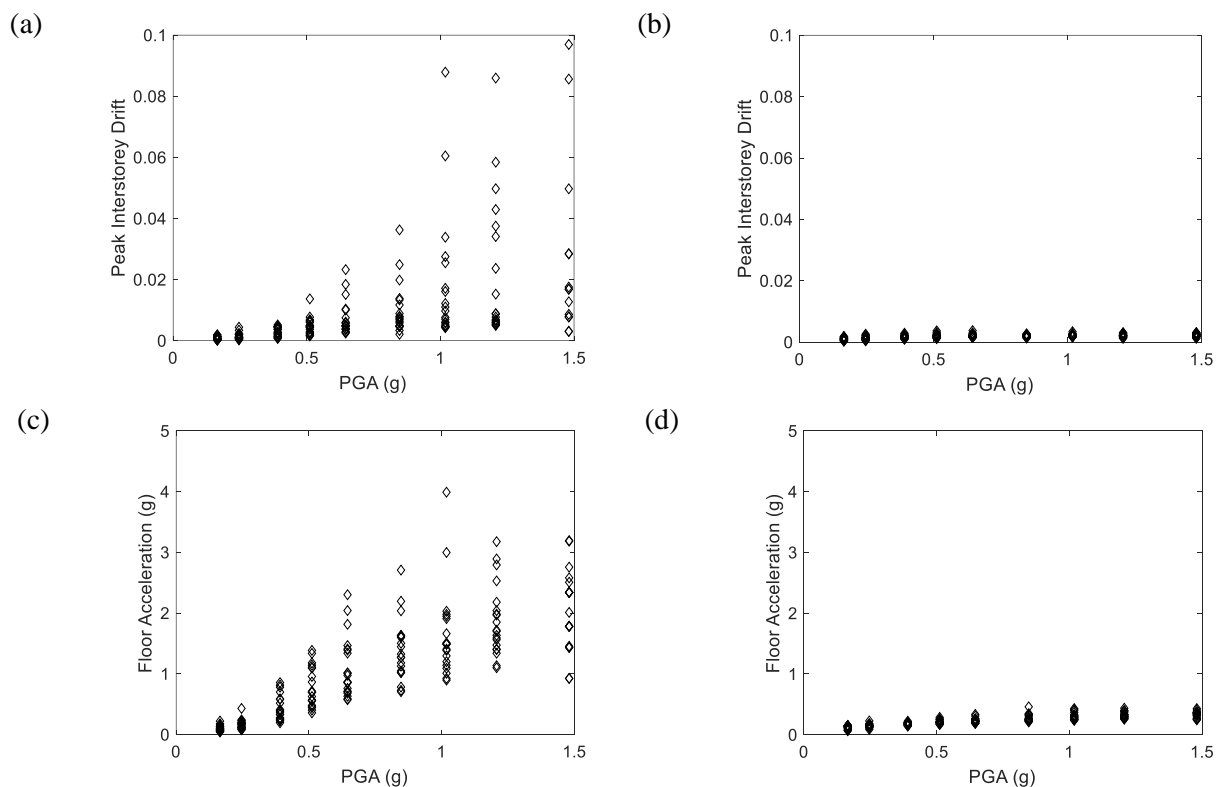 (a)
0.1
0.08
0.06
0.04
0.02
0
Peak Interstorey Drift
0 0.5 1 1.5
PGA (g)
(b)
0.1
0.08
0.06
0.04
0.02
0
Peak Interstorey Drift
0 0.5 1 1.5
PGA (g)
(c)
5
4
3
2
1
0
Floor Acceleration (g)
0 0.5 1 1.5
PGA (g)
(d)
5
4
3
2
1
0
Floor Acceleration (g)
0 0.5 1 1.5
PGA (g)